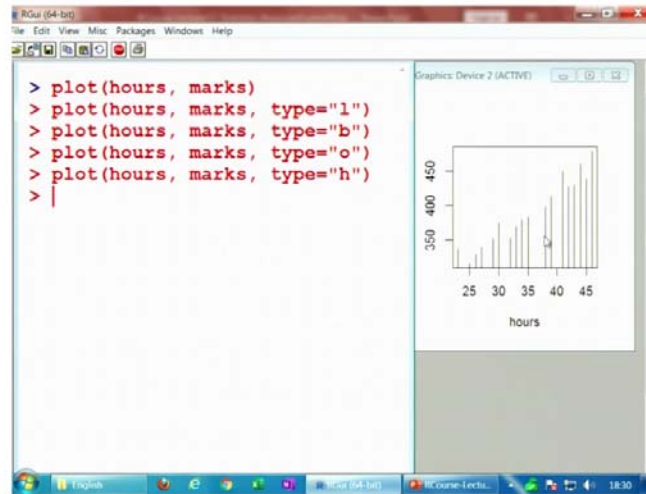 RGui (64-bit)
File Edit View Misc Packages Windows Help
> plot(hours, marks)
> plot(hours, marks, type="l")
> plot(hours, marks, type="b")
> plot(hours, marks, type="o")
> plot(hours, marks, type="h")
>
Graphics: Device 2 (ACTIVE)
450
400
350
25 30 35 40 45
hours
English
RGui (64-bit)
RCourse-Lectu...
18:30